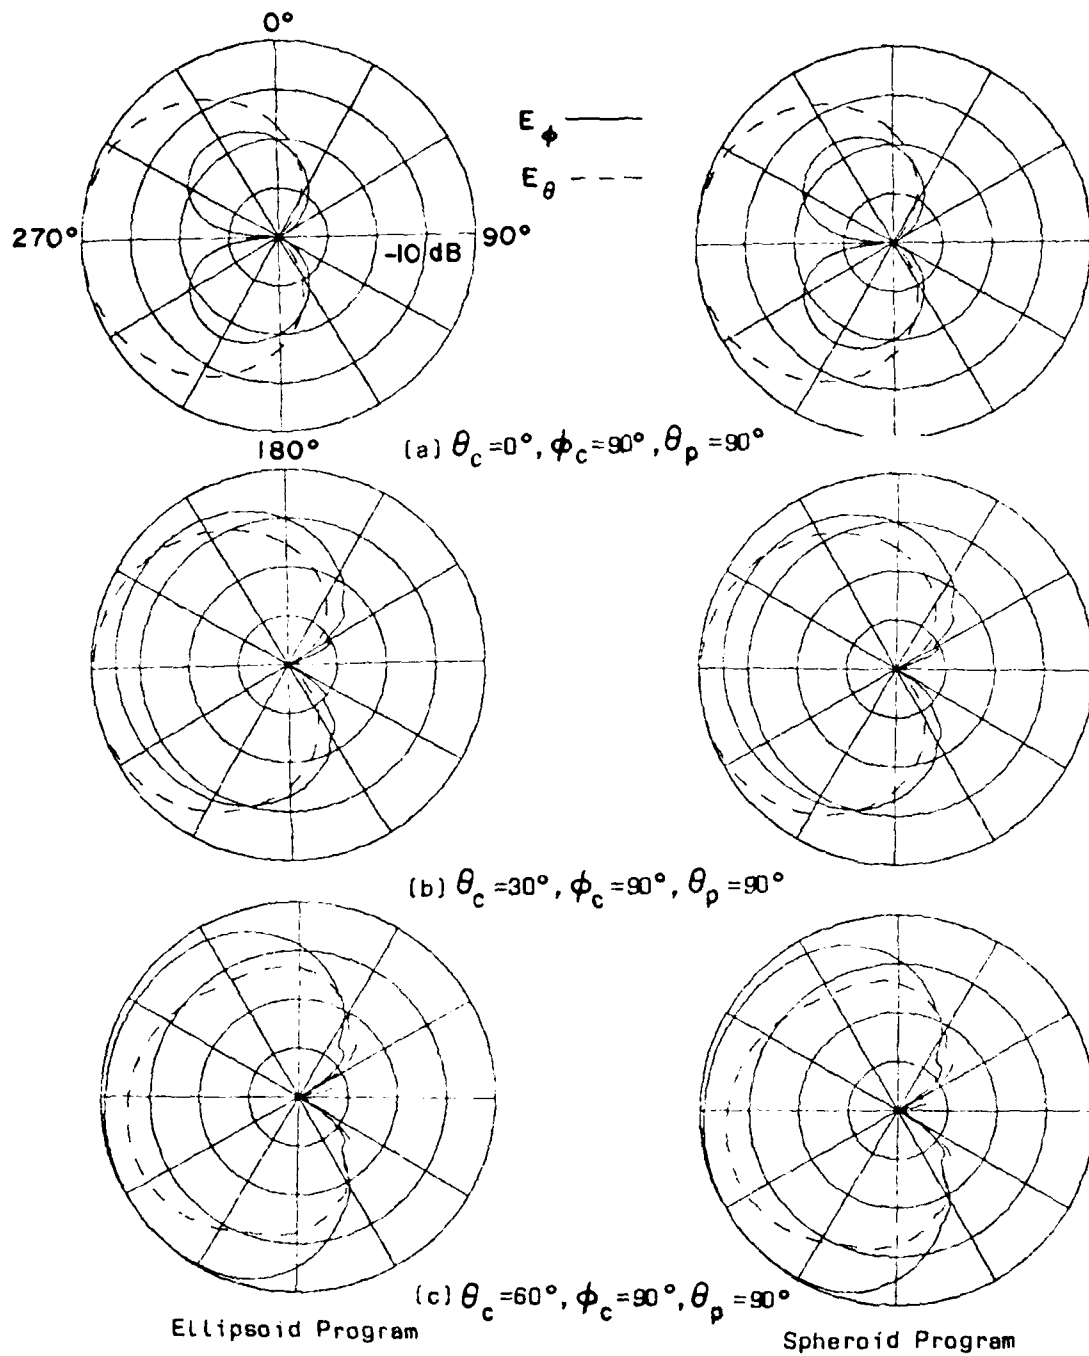 0°
E_ϕ
E_θ
270°
-10 dB
90°
180°
(a) θ_c=0°, ϕ_c=90°, θ_p=90°
(b) θ_c=30°, ϕ_c=90°, θ_p=90°
(c) θ_c=60°, ϕ_c=90°, θ_p=90°
Ellipsoid Program
Spheroid Program